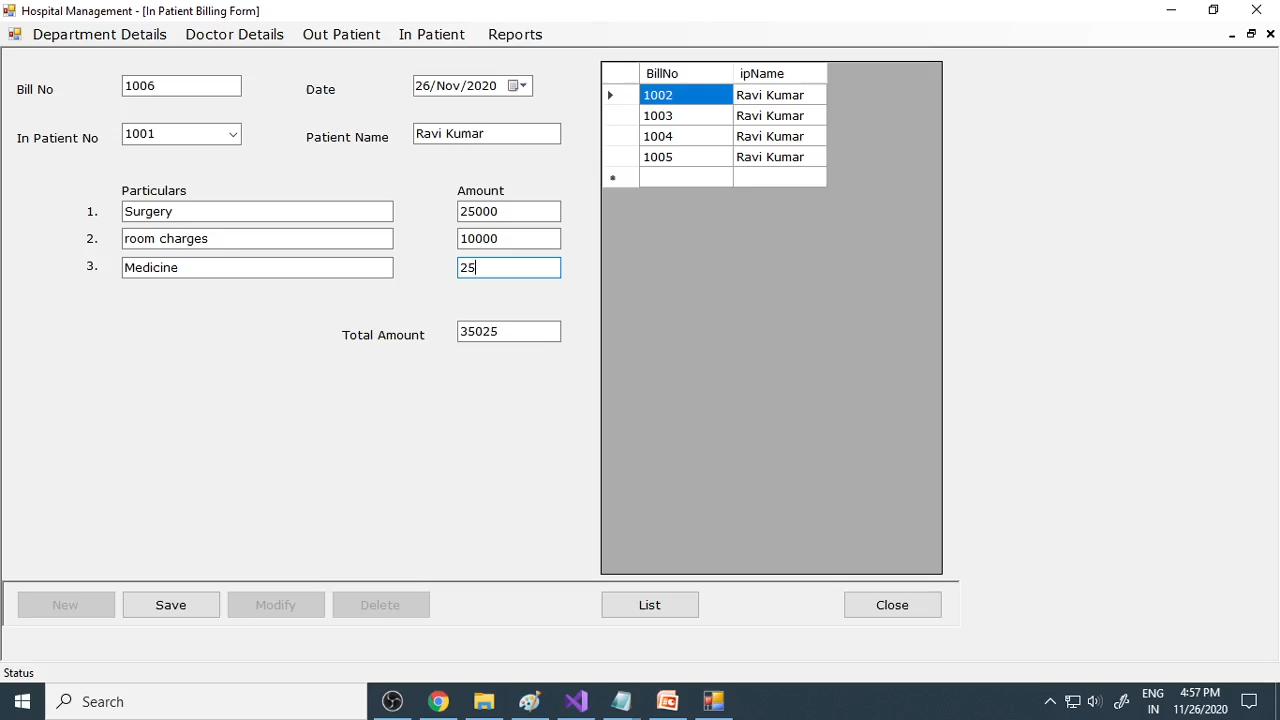 Hospital Management - [In Patient Billing Form]
Department Details Doctor Details Out Patient In Patient Reports
Bill No 1006 Date 26/Nov/2020
In Patient No 1001 Patient Name Ravi Kumar
Particulars Amount
1. Surgery 25000
2. room charges 10000
3. Medicine 25
Total Amount 35025
BillNo ipName
1002 Ravi Kumar
1003 Ravi Kumar
1004 Ravi Kumar
1005 Ravi Kumar
New Save Modify Delete List Close
Status
Search
ENG
IN
4:57 PM
11/26/2020